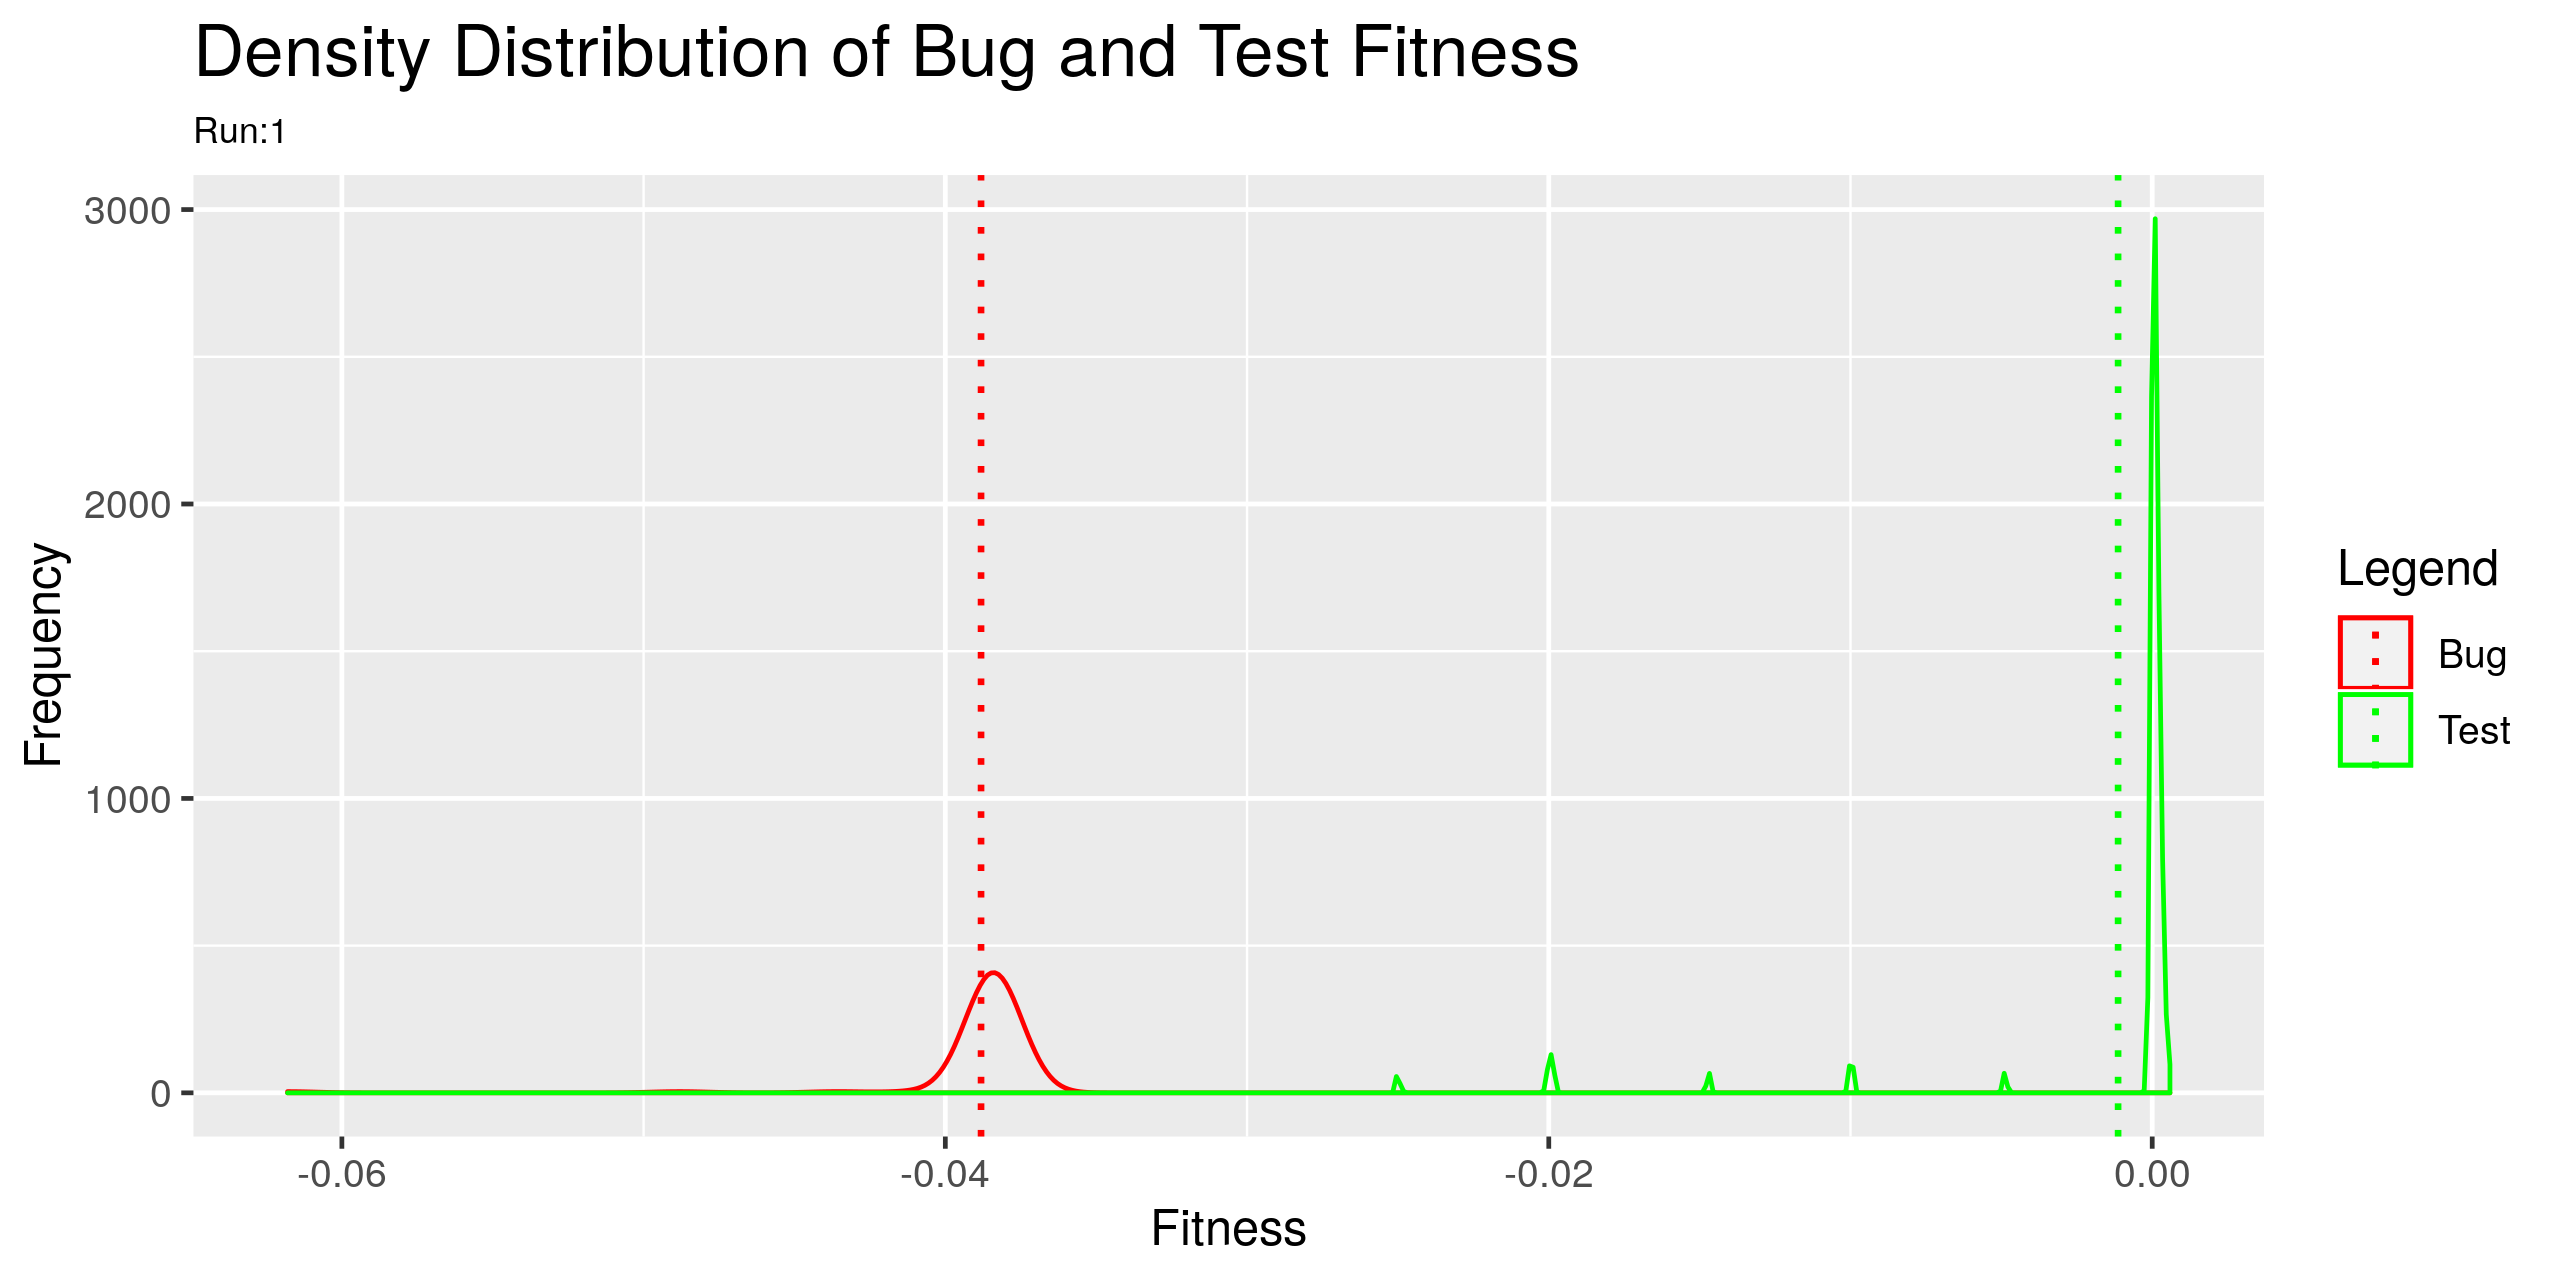 Density Distribution of Bug and Test Fitness
Run:1
3000
2000
1000
0
Frequency
-0.06
-0.04
-0.02
0.00
Fitness
Legend
Bug
Test